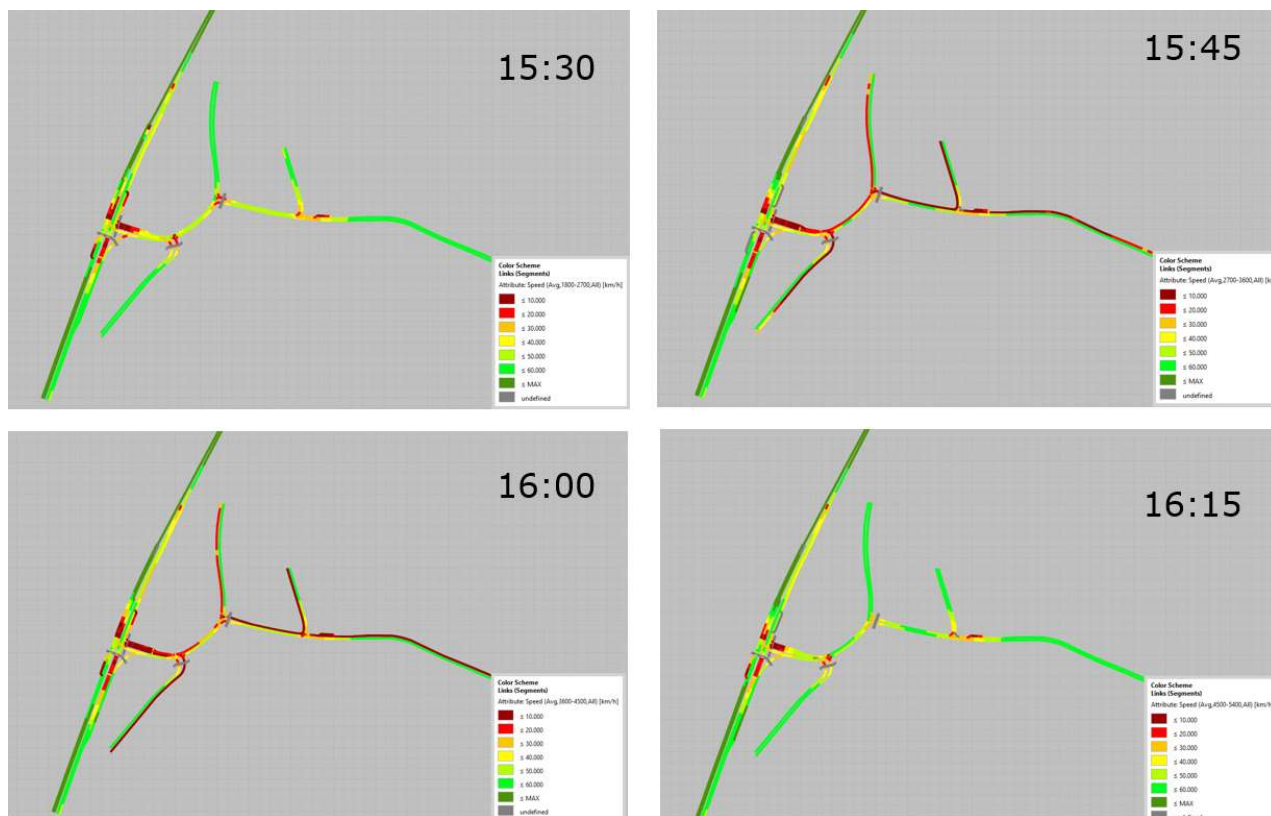 15:30
Color Scheme
Links (Segments)
Attribute: Speed (Avg,1800-2700,All) [km/h]
≤ 10.000
≤ 20.000
≤ 30.000
≤ 40.000
≤ 50.000
≤ 60.000
≤ MAX
undefined
15:45
Color Scheme
Links (Segments)
Attribute: Speed (Avg,2700-3600,All) [k
≤ 10.000
≤ 20.000
≤ 30.000
≤ 40.000
≤ 50.000
≤ 60.000
≤ MAX
undefined
16:00
Color Scheme
Links (Segments)
Attribute: Speed (Avg,3600-4500,All) [km/h]
≤ 10.000
≤ 20.000
≤ 30.000
≤ 40.000
≤ 50.000
≤ 60.000
≤ MAX
undefined
16:15
Color Scheme
Links (Segments)
Attribute: Speed (Avg,4500-5400,All) [km/h
≤ 10.000
≤ 20.000
≤ 30.000
≤ 40.000
≤ 50.000
≤ 60.000
≤ MAX